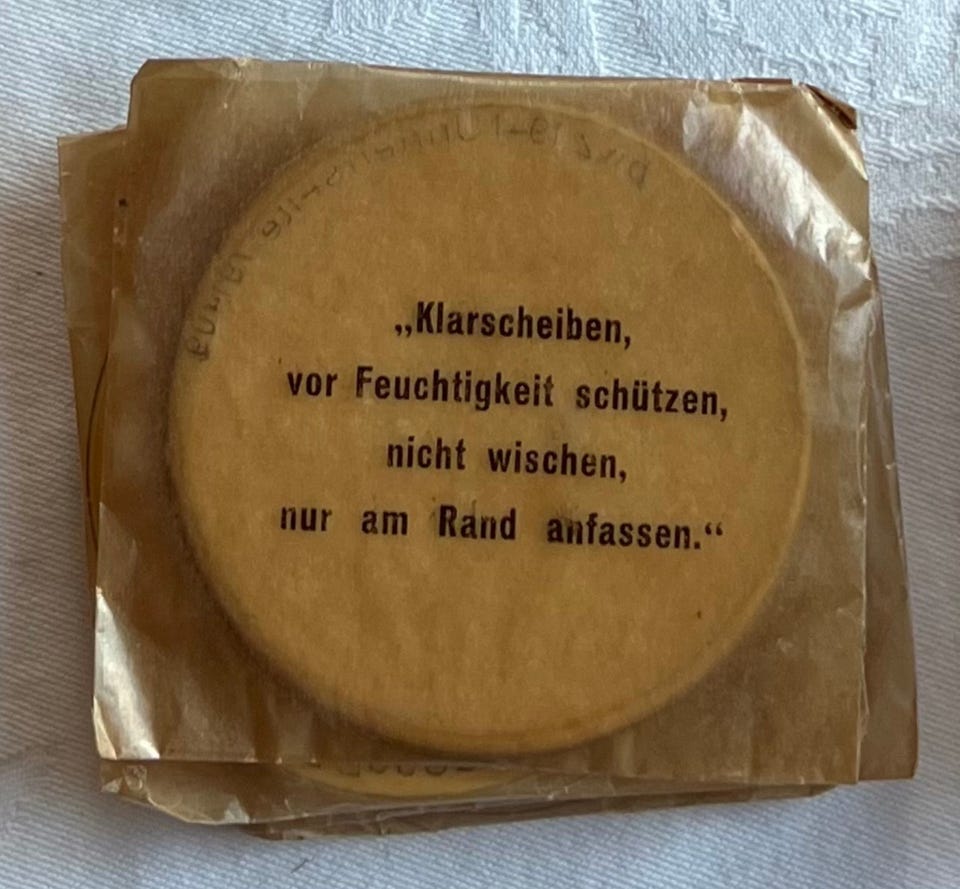 „Klarscheiben,
vor Feuchtigkeit schützen,
nicht wischen,
nur am Rand anfassen.“